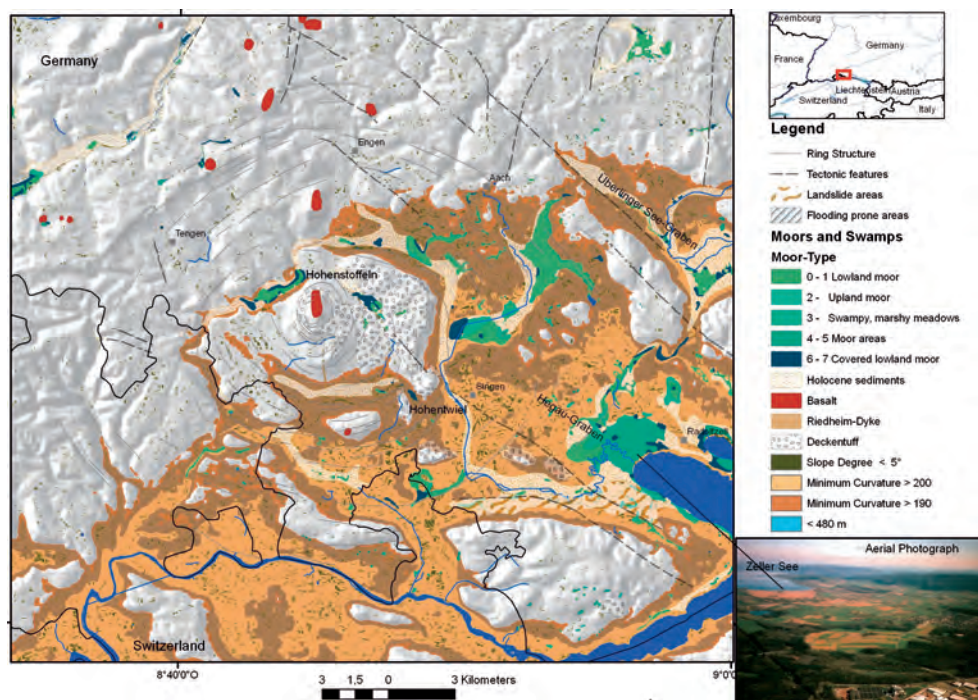 Germany
Engen
Aach
Überlinger See-Graben
Tengen
Hohenstoffeln
Singen
Hohentwiel
Hegau-Graben
Switzerland
8°40'0"E
9°0'0
3 1.5 0 3 Kilometers
Luxembourg
Germany
France
Liechtenstein
Austria
Switzerland
Italy
Legend
Ring Structure
Tectonic features
Landslide areas
Flooding prone areas
Moors and Swamps
Moor-Type
0 - 1 Lowland moor
2 - Upland moor
3 - Swampy, marshy meadows
4 - 5 Moor areas
6 - 7 Covered lowland moor
Holocene sediments
Basalt
Riedheim-Dyke
Deckentuff
Slope Degree < 5°
Minimum Curvature > 200
Minimum Curvature > 190
< 480 m
Aerial Photograph
Zeller See